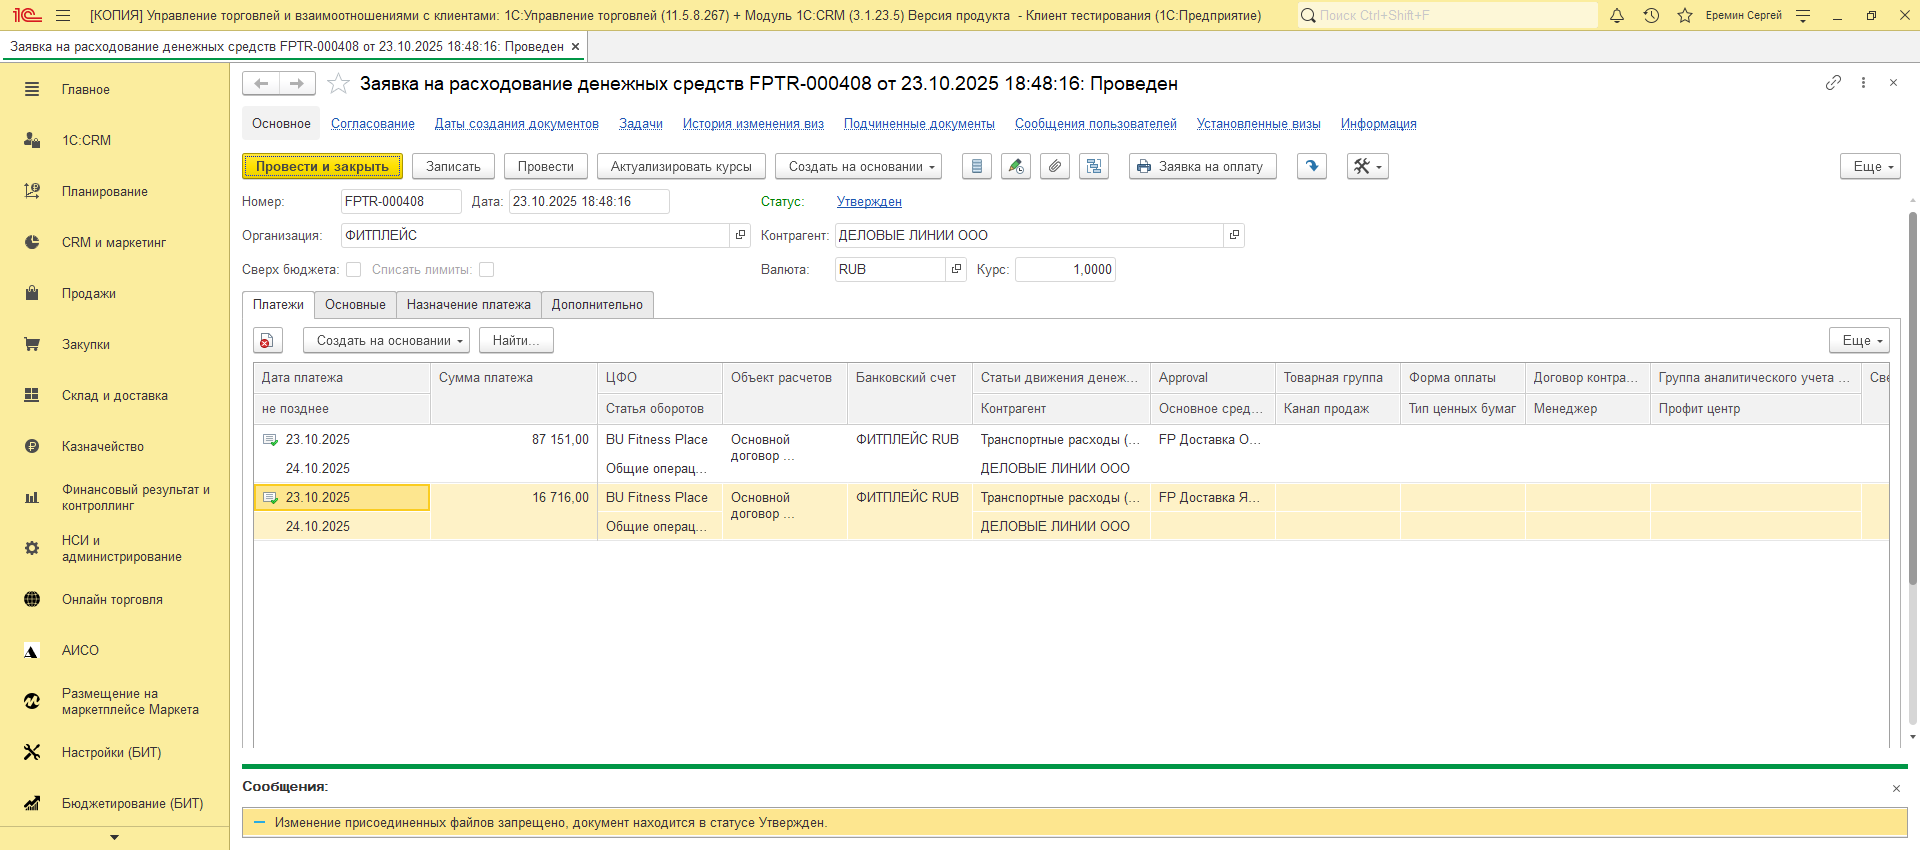 [КОПИЯ] Управление торговлей и взаимоотношениями с клиентами: 1С:Управление торговлей (11.5.8.267) + Модуль 1С:CRM (3.1.23.5) Версия продукта - Клиент тестирования (1С:Предприятие)
Поиск Ctrl+Shift+F
Еремин Сергей
Заявка на расходование денежных средств FPTR-000408 от 23.10.2025 18:48:16: Проведен ×
Главное
1С:CRM
Планирование
CRM и маркетинг
Продажи
Закупки
Склад и доставка
Казначейство
Финансовый результат и
контроллинг
НСИ и
администрирование
Онлайн торговля
АИСО
Размещение на
маркетплейсе Маркета
Настройки (БИТ)
Бюджетирование (БИТ)
Заявка на расходование денежных средств FPTR-000408 от 23.10.2025 18:48:16: Проведен
Основное Согласование Даты создания документов Задачи История изменения виз Подчиненные документы Сообщения пользователей Установленные визы Информация
Провести и закрыть Записать Провести Актуализировать курсы Создать на основании Заявка на оплату Еще
Номер: FPTR-000408 Дата: 23.10.2025 18:48:16 Статус: Утвержден
Организация: ФИТПЛЕЙС Контрагент: ДЕЛОВЫЕ ЛИНИИ ООО
Сверх бюджета: Списать лимиты: Валюта: RUB Курс: 1,0000
Платежи Основные Назначение платежа Дополнительно
Создать на основании Найти... Еще
Дата платежа Сумма платежа ЦФО Объект расчетов Банковский счет Статьи движения денеж... Approval Товарная группа Форма оплаты Договор контра... Группа аналитического учета ... Све
не позднее Статья оборотов Контрагент Основное сред... Канал продаж Тип ценных бумаг Менеджер Профит центр
23.10.2025 87 151,00 BU Fitness Place Основной ФИТПЛЕЙС RUB Транспортные расходы (... FP Доставка О...
договор ...
24.10.2025 Общие операц... ДЕЛОВЫЕ ЛИНИИ ООО
23.10.2025 16 716,00 BU Fitness Place Основной ФИТПЛЕЙС RUB Транспортные расходы (... FP Доставка Я...
договор ...
24.10.2025 Общие операц... ДЕЛОВЫЕ ЛИНИИ ООО
Сообщения:
Изменение присоединенных файлов запрещено, документ находится в статусе Утвержден.